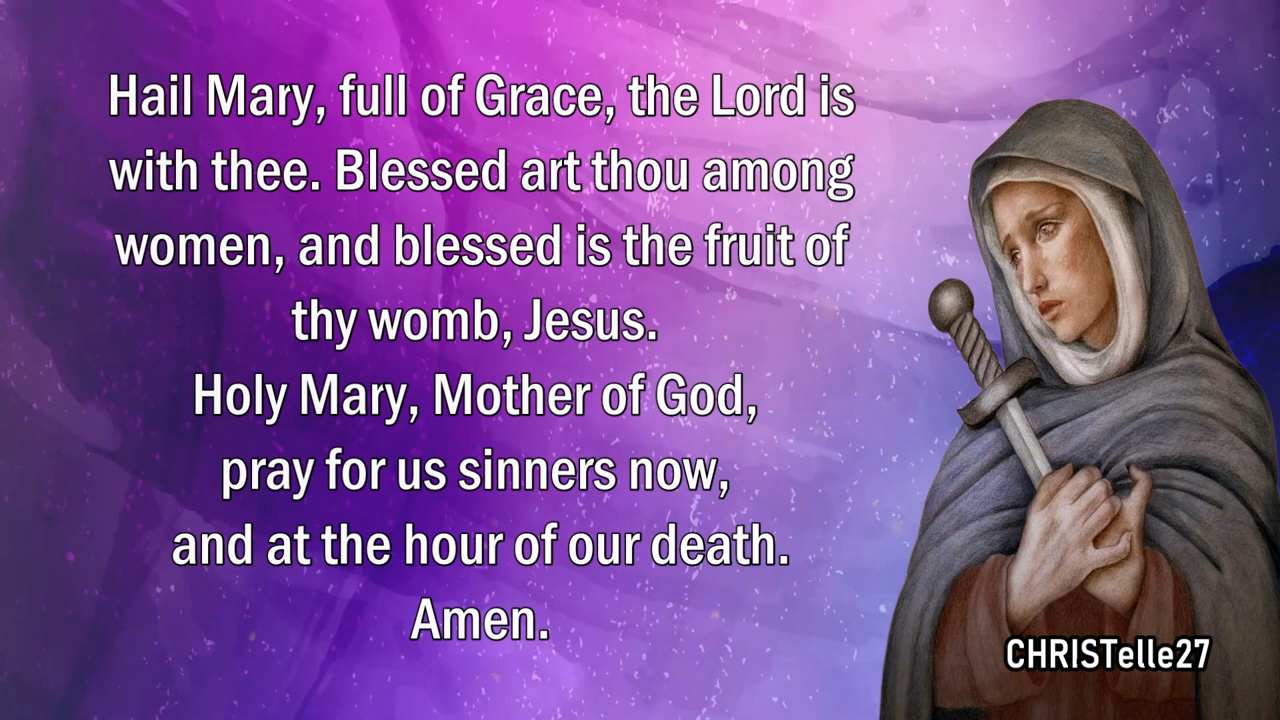 Hail Mary, full of Grace, the Lord is
with thee. Blessed art thou among
women, and blessed is the fruit of
thy womb, Jesus.
Holy Mary, Mother of God,
pray for us sinners now,
and at the hour of our death.
Amen.
CHRISTelle27